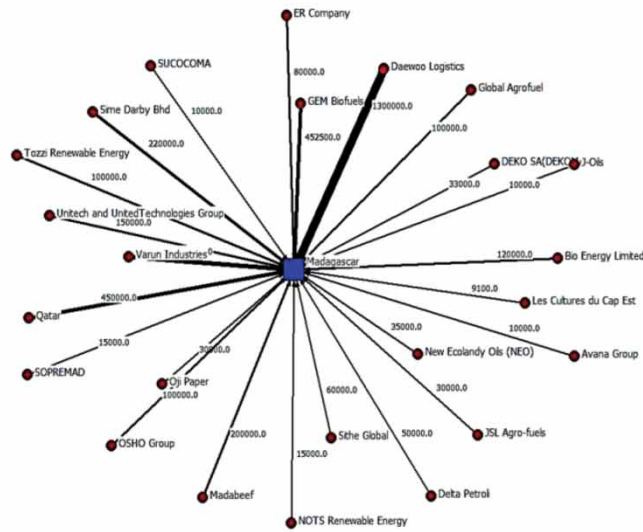 ER Company
SUCOCOMA
Daewoo Logistics
80000.0
Global Agrofuel
GEM Biofuels
1300000.0
Sime Darby Bhd
10000.0
100000.0
452500.0
220000.0
Tozzi Renewable Energy
DEKO SA(DEKO
J-Oils
100000.0
33000.0
10000.0
Unitech and UnitedTechnologies Group
150000.0
Varun Industries
Madagascar
120000.0
Bio Energy Limted
450000.0
9100.0
Les Cultures du Cap Est
Qatar
35000.0
10000.0
15000.0
30000.0
New Ecolandy Oils (NEO)
Avana Group
SOPREMAD
Oji Paper
100000.0
60000.0
30000.0
OSHO Group
200000.0
Sithe Global
50000.0
JSL Agro-fuels
15000.0
Madabeef
Delta Petroli
NOTS Renewable Energy